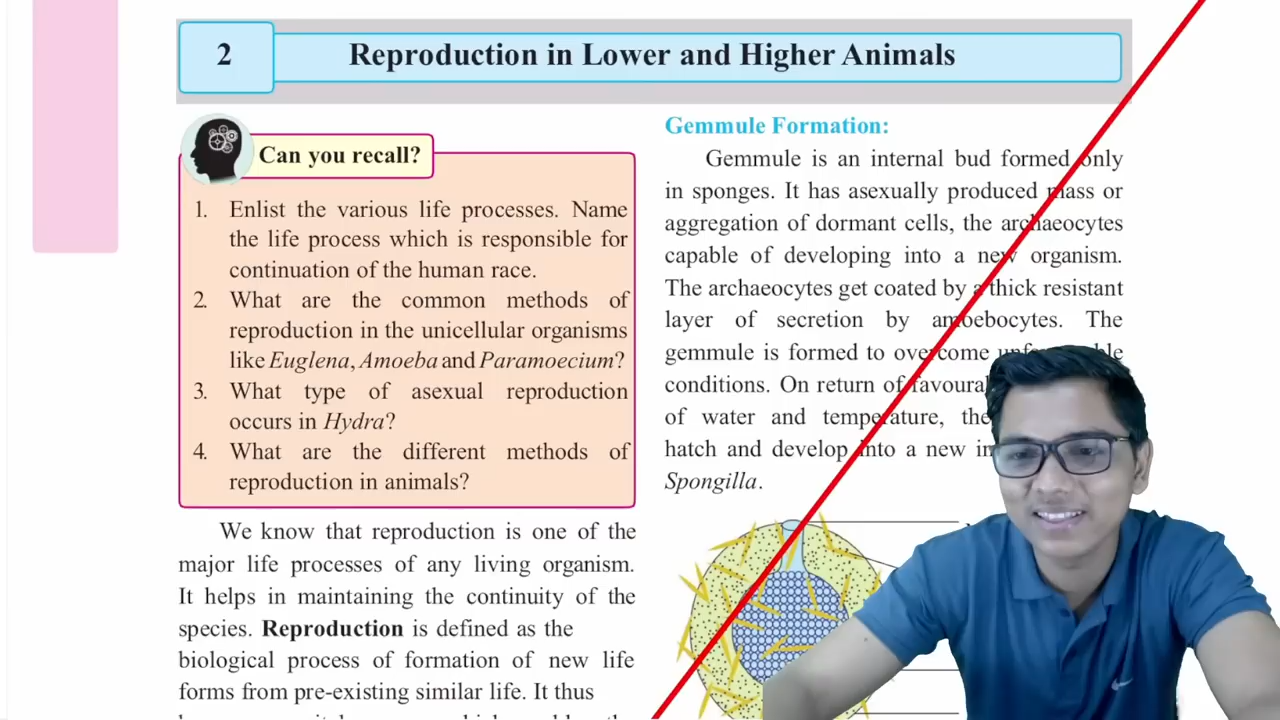 2
Reproduction in Lower and Higher Animals
Can you recall?
1. Enlist the various life processes. Name
the life process which is responsible for
continuation of the human race.
2. What are the common methods of
reproduction in the unicellular organisms
like Euglena, Amoeba and Paramoecium?
3. What type of asexual reproduction
occurs in Hydra?
4. What are the different methods of
reproduction in animals?
We know that reproduction is one of the
major life processes of any living organism.
It helps in maintaining the continuity of the
species. Reproduction is defined as the
biological process of formation of new life
forms from pre-existing similar life. It thus
Gemmule Formation:
Gemmule is an internal bud formed only
in sponges. It has asexually produced mass or
aggregation of dormant cells, the archaeocytes
capable of developing into a new organism.
The archaeocytes get coated by a thick resistant
layer of secretion by amoebocytes. The
gemmule is formed to overcome
conditions. On return of
of water and temperature, the
hatch and develop into a new
Spongilla.